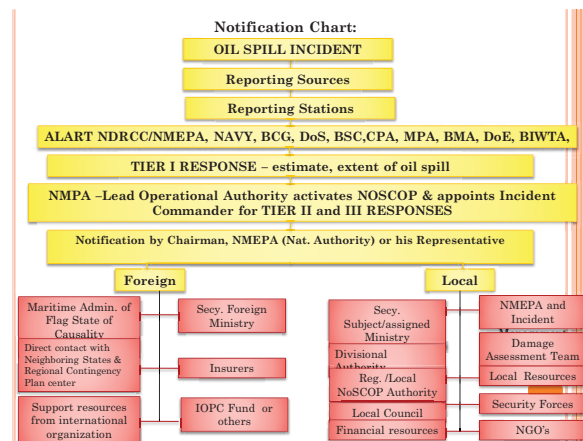 Notification Chart:
OIL SPILL INCIDENT
Reporting Sources
Reporting Stations
ALART NDRCC/NMEPA, NAVY, BCG, DoS, BSC,CPA, MPA, BMA, DoE, BIWTA,
TIER I RESPONSE – estimate, extent of oil spill
NMPA –Lead Operational Authority activates NOSCOP & appoints Incident
Commander for TIER II and III RESPONSES
Notification by Chairman, NMEPA (Nat. Authority) or his Representative
Foreign
Maritime Admin. of
Flag State of
Causality
Secy. Foreign
Ministry
Direct contact with
Neighboring States &
Regional Contingency
Plan center
Insurers
Support resources
from international
organization
IOPC Fund or
others
Local
Secy.
Subject/assigned
Ministry
NMEPA and
Incident
Divisional
Authority
Damage
Assessment Team
Reg. /Local
NoSCOP Authority
Local Resources
Local Council
Security Forces
Financial resources
NGO's